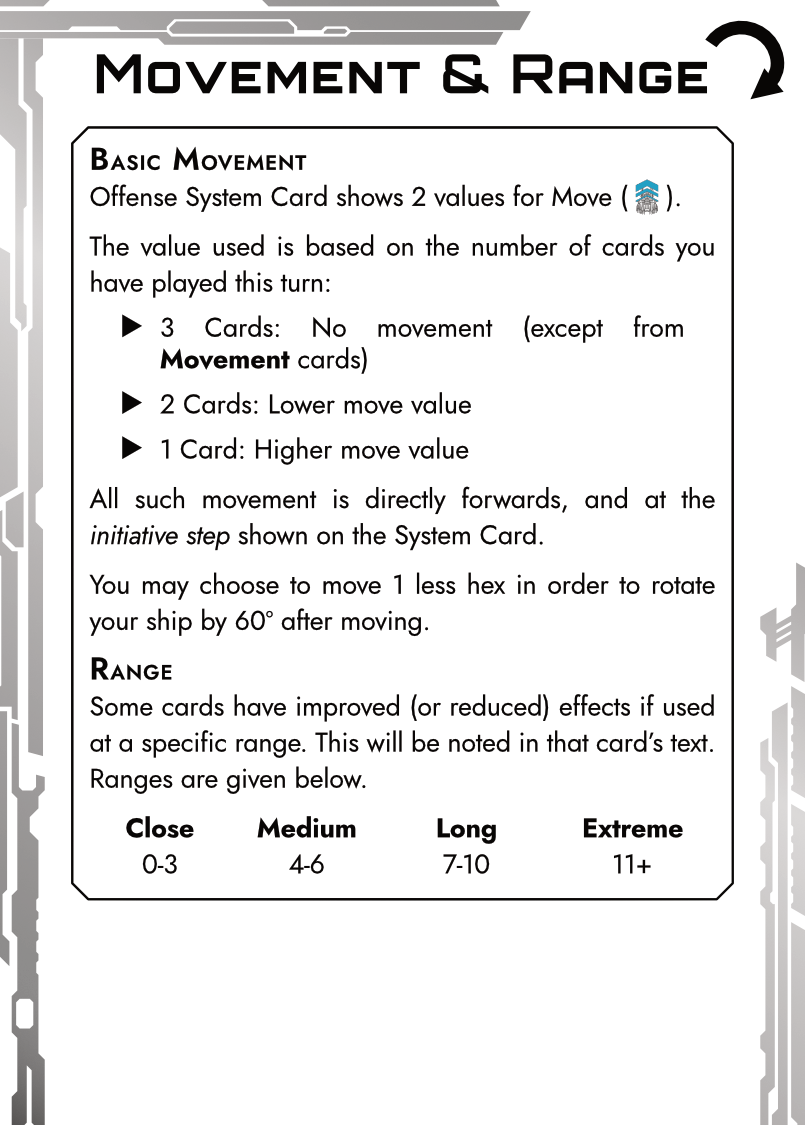 MOVEMENT & RANGE
BASIC MOVEMENT
Offense System Card shows 2 values for Move ( ).
The value used is based on the number of cards you
have played this turn:
▶ 3 Cards: No movement (except from
Movement cards)
▶ 2 Cards: Lower move value
▶ 1 Card: Higher move value
All such movement is directly forwards, and at the
initiative step shown on the System Card.
You may choose to move 1 less hex in order to rotate
your ship by 60° after moving.
RANGE
Some cards have improved (or reduced) effects if used
at a specific range. This will be noted in that card’s text.
Ranges are given below.
Close Medium Long Extreme
0-3 4-6 7-10 11+